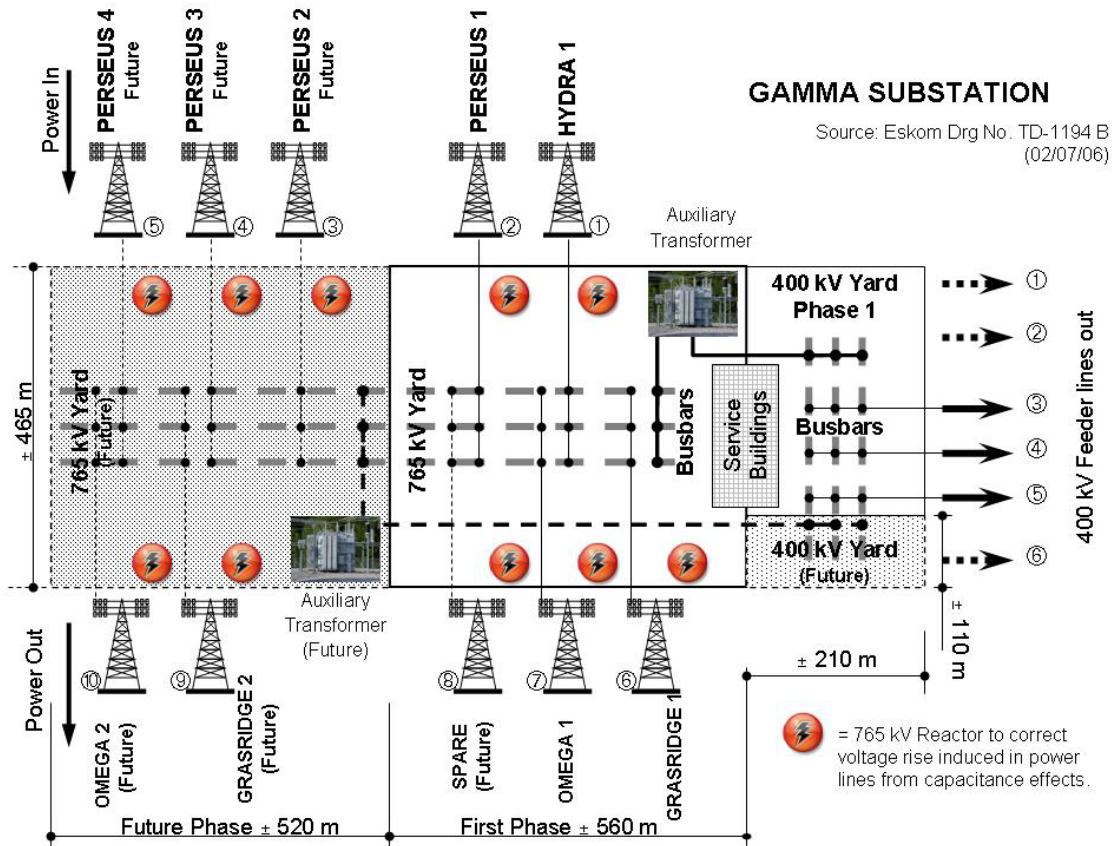 PERSEUS 4
Future
PERSEUS 3
Future
PERSEUS 2
Future
PERSEUS 1
HYDRA 1
Power In
GAMMA SUBSTATION
Source: Eskom Drg No. TD-1194 B
(02/07/06)
⑤
④
③
②
①
Auxiliary
Transformer
± 465 m
765 kV Yard
(Future)
765 kV Yard
Busbars
Service
Buildings
400 kV Yard
Phase 1
Busbars
400 kV Yard
(Future)
①
②
③
④
⑤
⑥
400 kV Feeder lines out
Auxiliary
Transformer
(Future)
± 110 m
± 210 m
Power Out
⑩
⑨
⑧
⑦
⑥
OMEGA 2
(Future)
GRASRIDGE 2
(Future)
SPARE
(Future)
OMEGA 1
GRASRIDGE 1
= 765 kV Reactor to correct
voltage rise induced in power
lines from capacitance effects.
Future Phase ± 520 m
First Phase ± 560 m